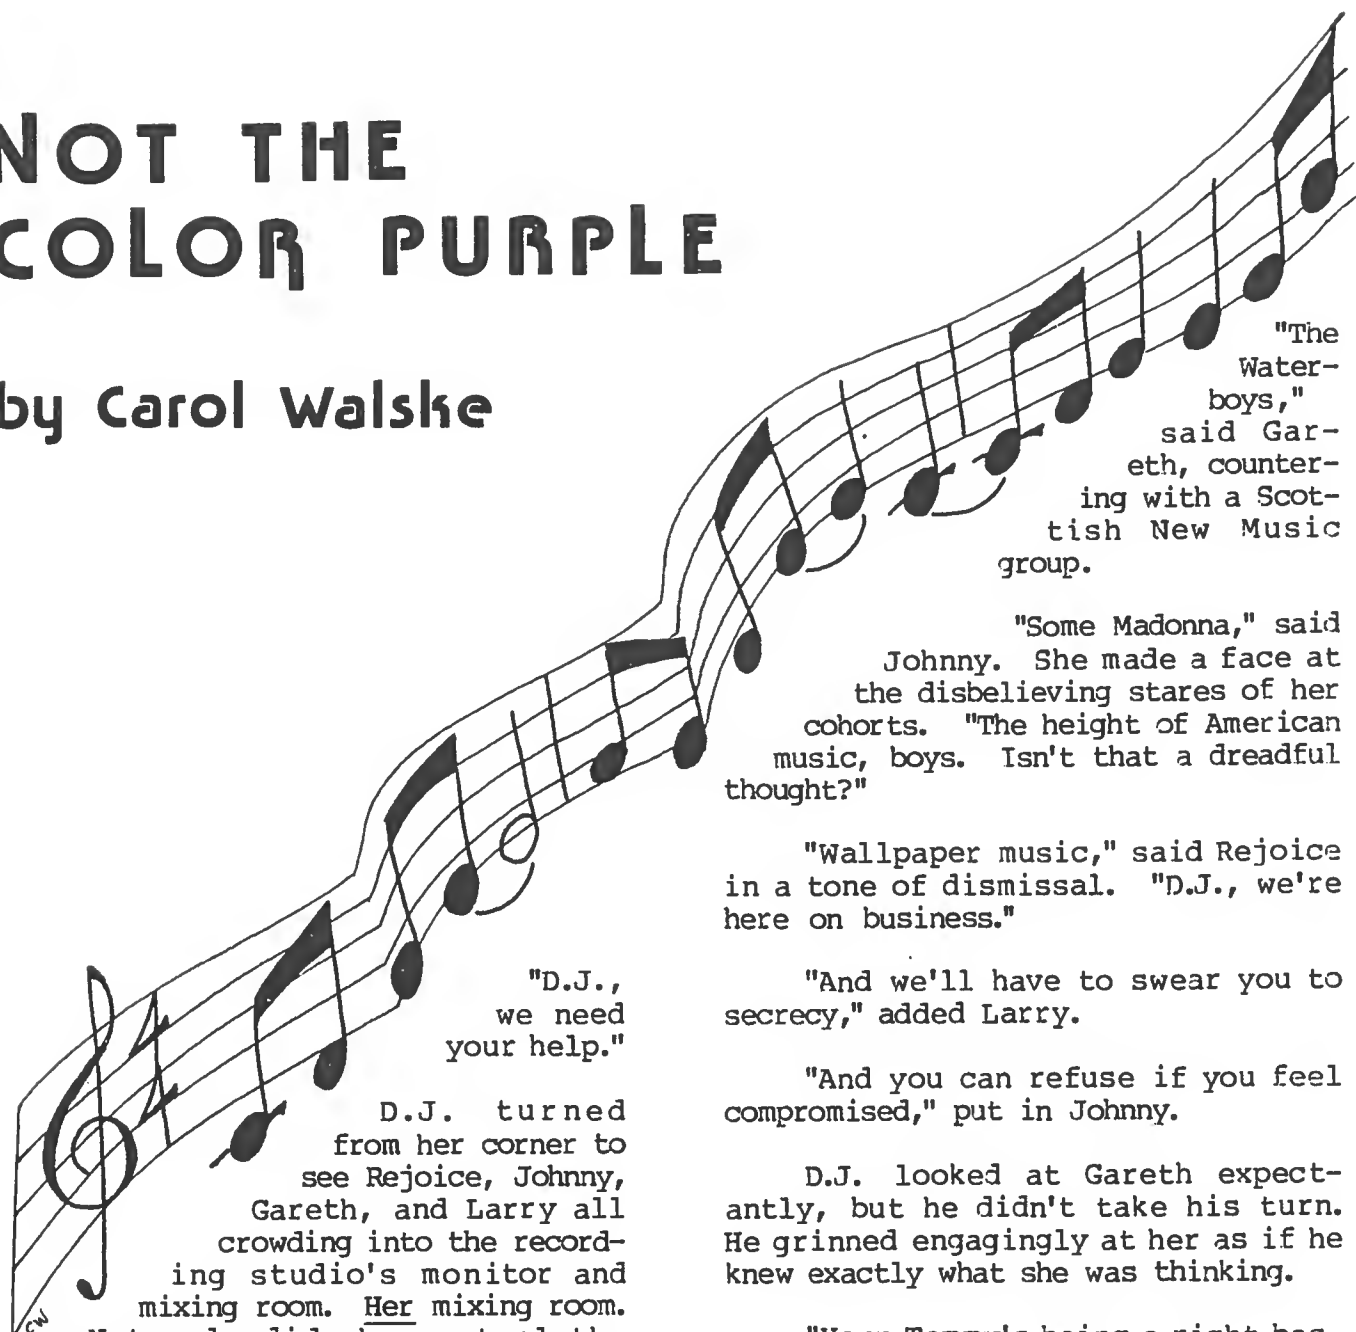 NOT THE
COLOR PURPLE
by Carol Walske
"D.J.,
we need
your help."
D.J. turned
from her corner to
see Rejoice, Johnny,
Gareth, and Larry all
crowding into the record-
ing studio's monitor and
mixing room. Her mixing room.
"The
Water-
boys,"
said Gar-
eth, counter-
ing with a Scot-
tish New Music
group.
"Some Madonna," said
Johnny. She made a face at
the disbelieving stares of her
cohorts. "The height of American
music, boys. Isn't that a dreadful
thought?"
"Wallpaper music," said Rejoice
in a tone of dismissal. "D.J., we're
here on business."
"And we'll have to swear you to
secrecy," added Larry.
"And you can refuse if you feel
compromised," put in Johnny.
D.J. looked at Gareth expect-
antly, but he didn't take his turn.
He grinned engagingly at her as if he
knew exactly what she was thinking.